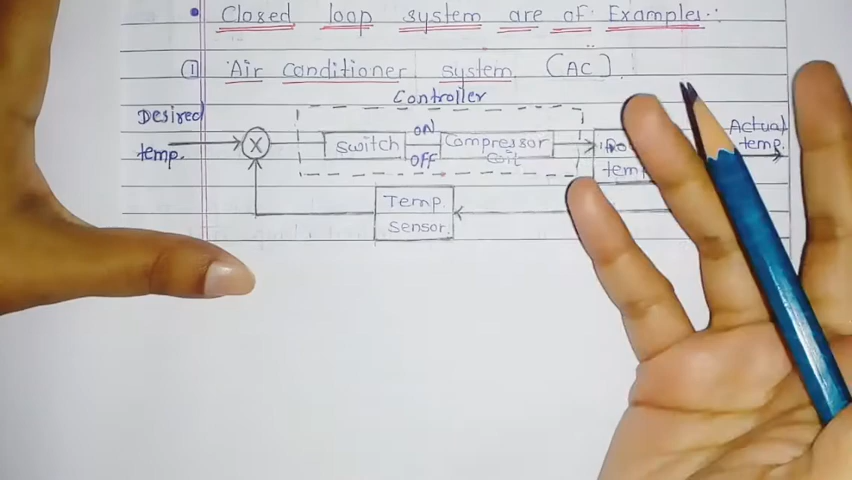 • Closed loop system are of Examples:
① Air conditioner system. (AC).
Controller
Desired temp.
X
Switch
ON
OFF
Compressor coil
temp
Actual temp.
Temp. Sensor.